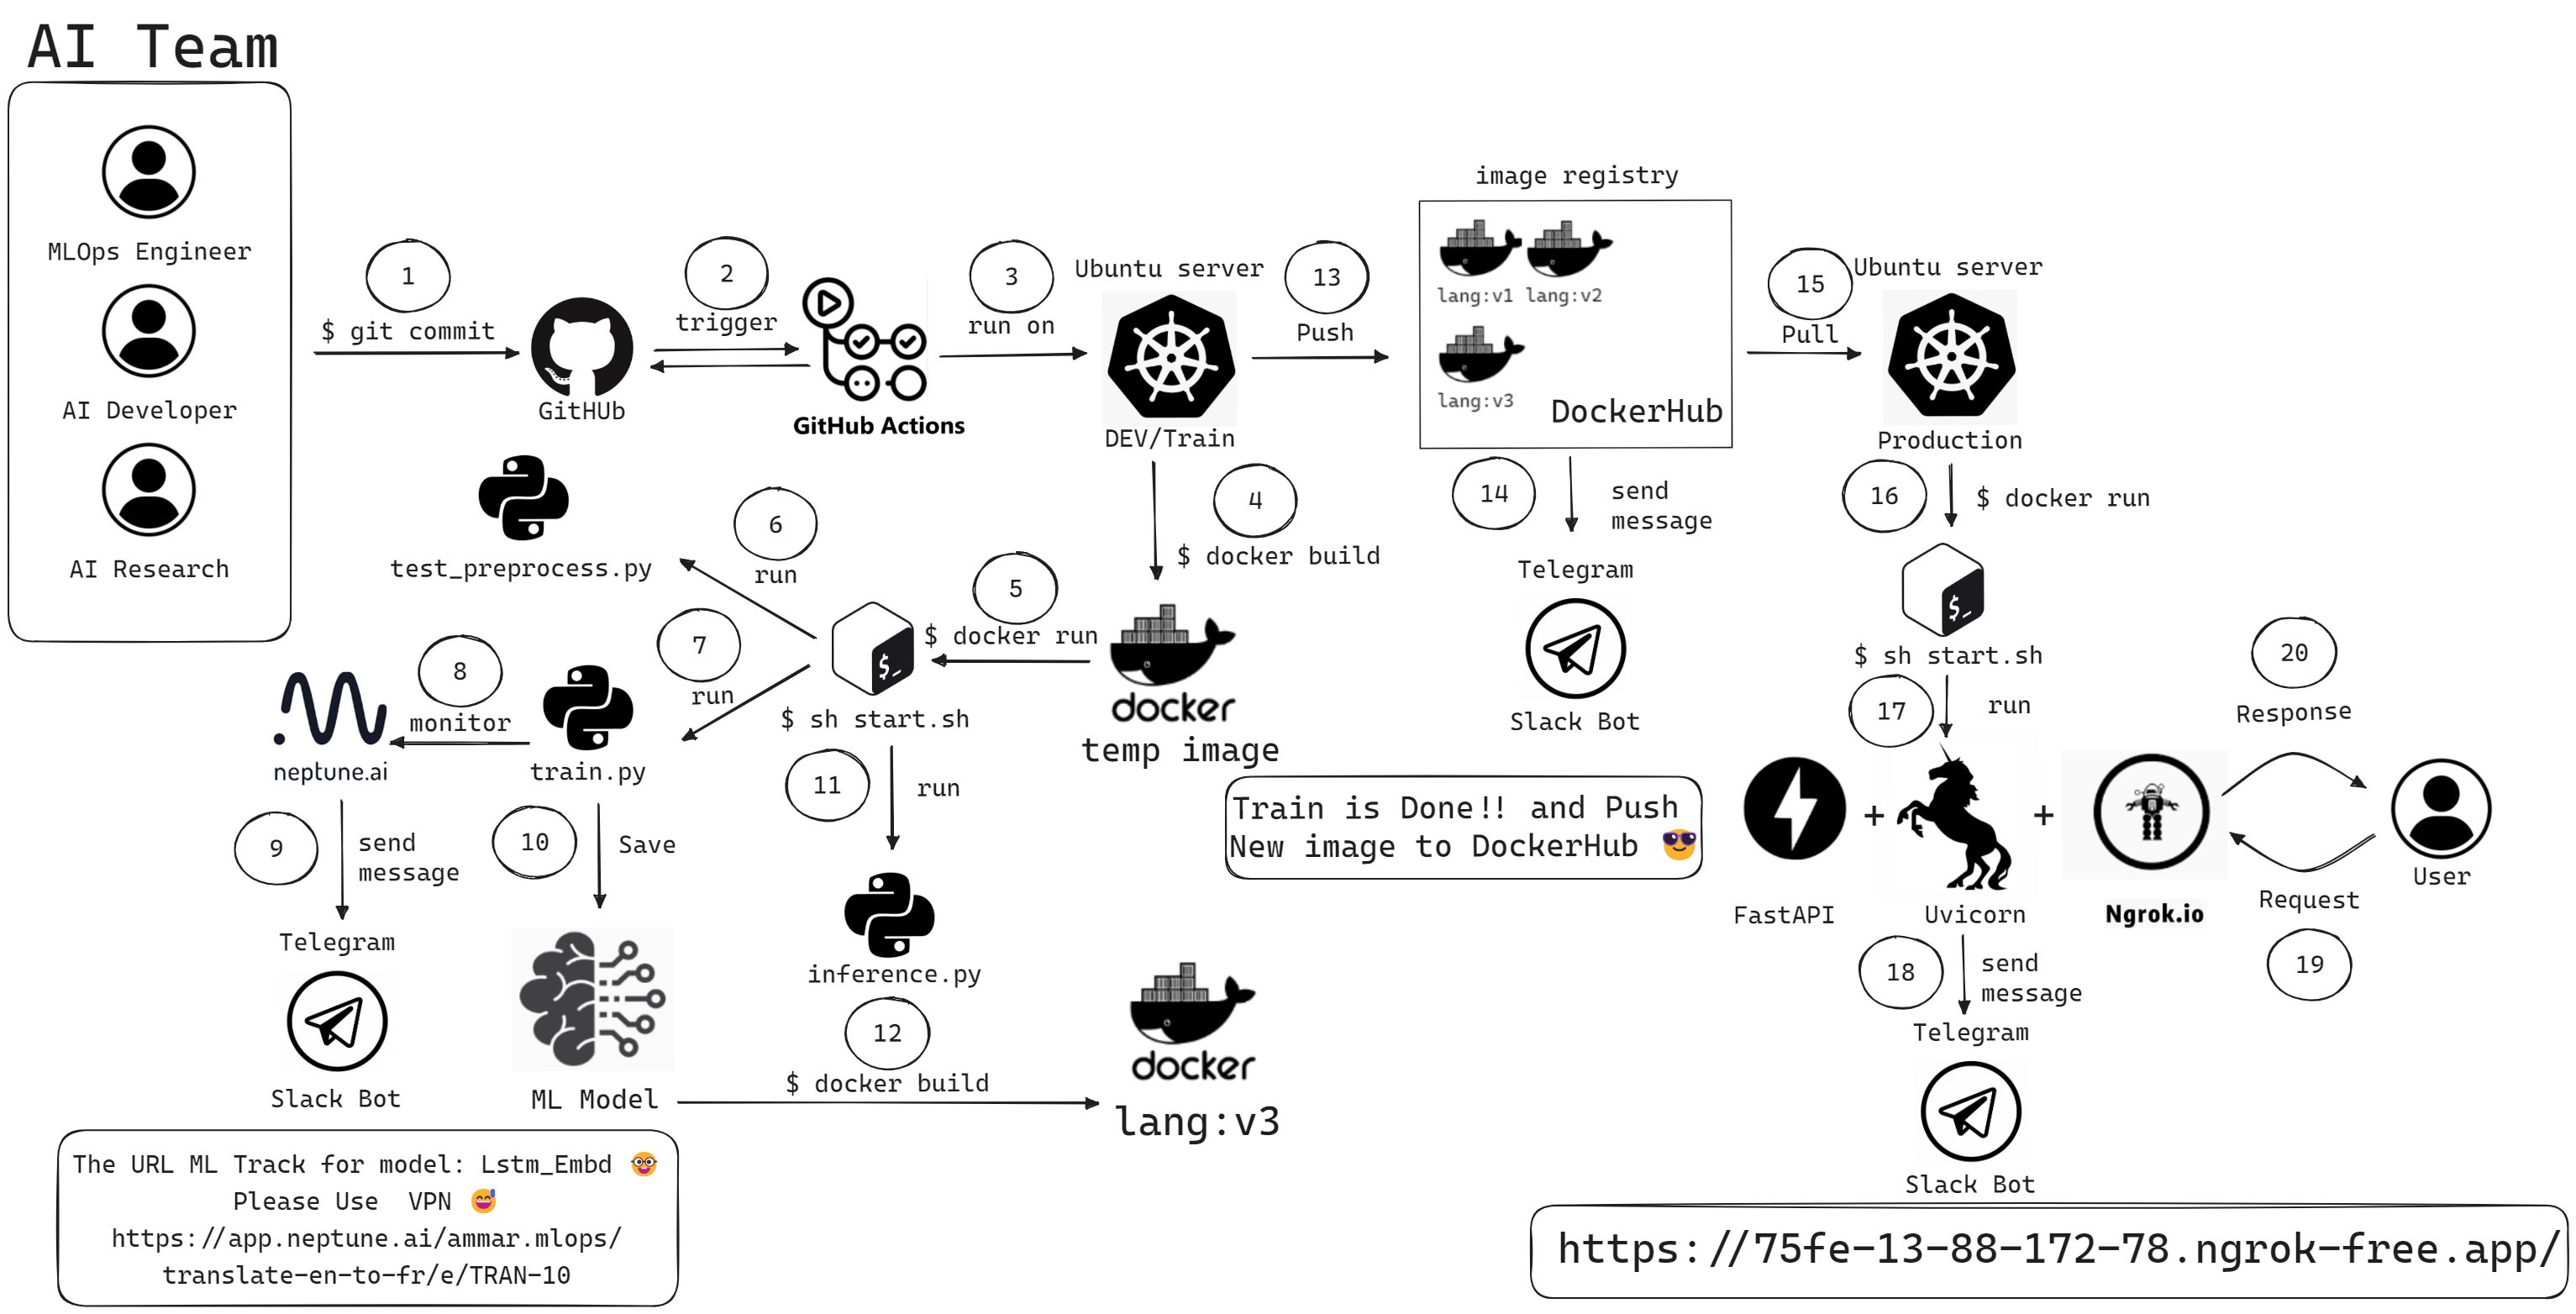 AI Team
MLOps Engineer
AI Developer
AI Research
1
$ git commit
GitHUb
2
trigger
GitHub Actions
3
run on
Ubuntu server
DEV/Train
13
Push
image registry
lang:v1 lang:v2
lang:v3
DockerHub
15
Pull
Ubuntu server
Production
4
$ docker build
docker
temp image
5
$ docker run
$_
$ sh start.sh
6
run
test_preprocess.py
7
run
train.py
8
monitor
neptune.ai
9
send
message
Telegram
Slack Bot
The URL ML Track for model: Lstm_Embd 🤓
Please Use VPN 😅
https://app.neptune.ai/ammar.mlops/
translate-en-to-fr/e/TRAN-10
10
Save
ML Model
11
run
inference.py
12
$ docker build
docker
lang:v3
14
send
message
Telegram
Slack Bot
Train is Done!! and Push
New image to DockerHub 😎
16
$ docker run
$_
$ sh start.sh
17
run
FastAPI
+
Uvicorn
+
Ngrok.io
20
Response
User
Request
19
18
send
message
Telegram
Slack Bot
https://75fe-13-88-172-78.ngrok-free.app/